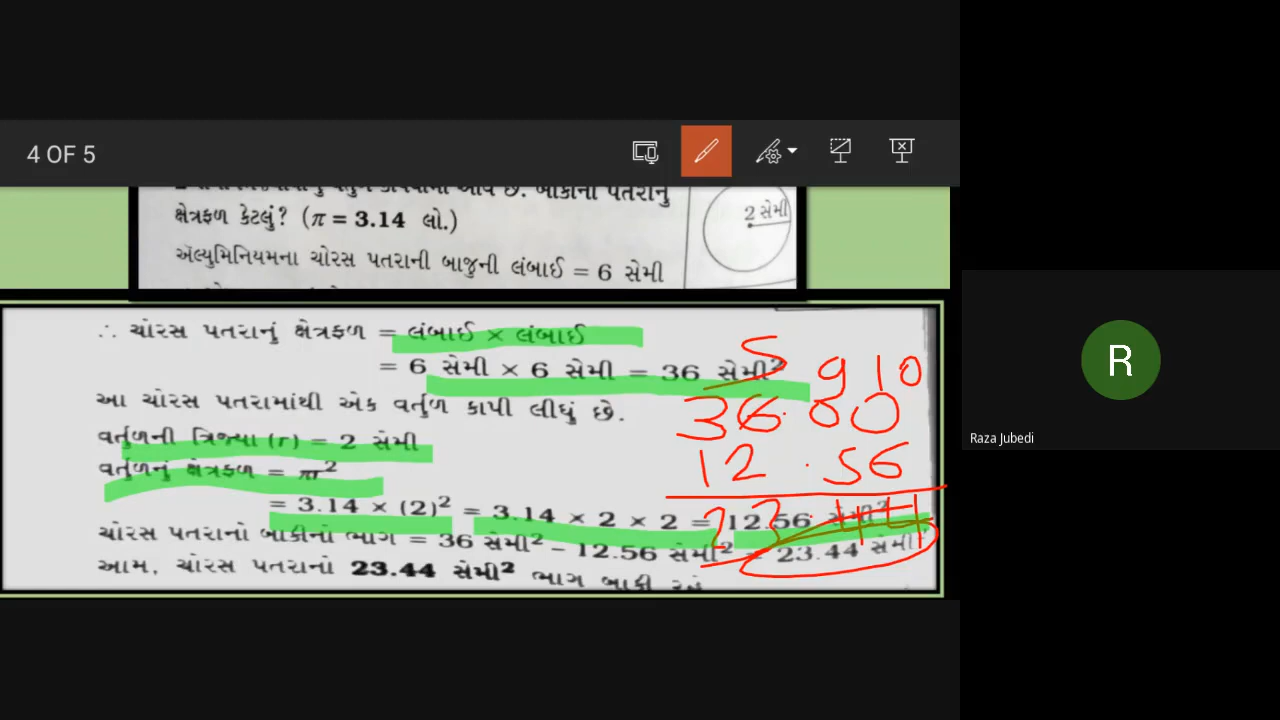 4 OF 5
ક્ષેત્રફળ કેટલું? (π = 3.14 લો.)
2 સેમી
ઍલ્યુમિનિયમના ચોરસ પતરાની બાજુની લંબાઈ = 6 સેમી
∴ ચોરસ પતરાનું ક્ષેત્રફળ = લંબાઈ × લંબાઈ
= 6 સેમી × 6 સેમી = 36 સેમી²
આ ચોરસ પતરામાંથી એક વર્તુળ કાપી લીધું છે.
વર્તુળની ત્રિજ્યા (r) = 2 સેમી
વર્તુળનું ક્ષેત્રફળ = πr²
= 3.14 × (2)² = 3.14 × 2 × 2 = 12.56 સેમી²
ચોરસ પતરાનો બાકીનો ભાગ = 36 સેમી² – 12.56 સેમી² = 23.44 સેમી²
આમ, ચોરસ પતરાનો 23.44 સેમી² ભાગ બાકી
5 9 10
36.00
12.56
23.44
R
Raza Jubedi